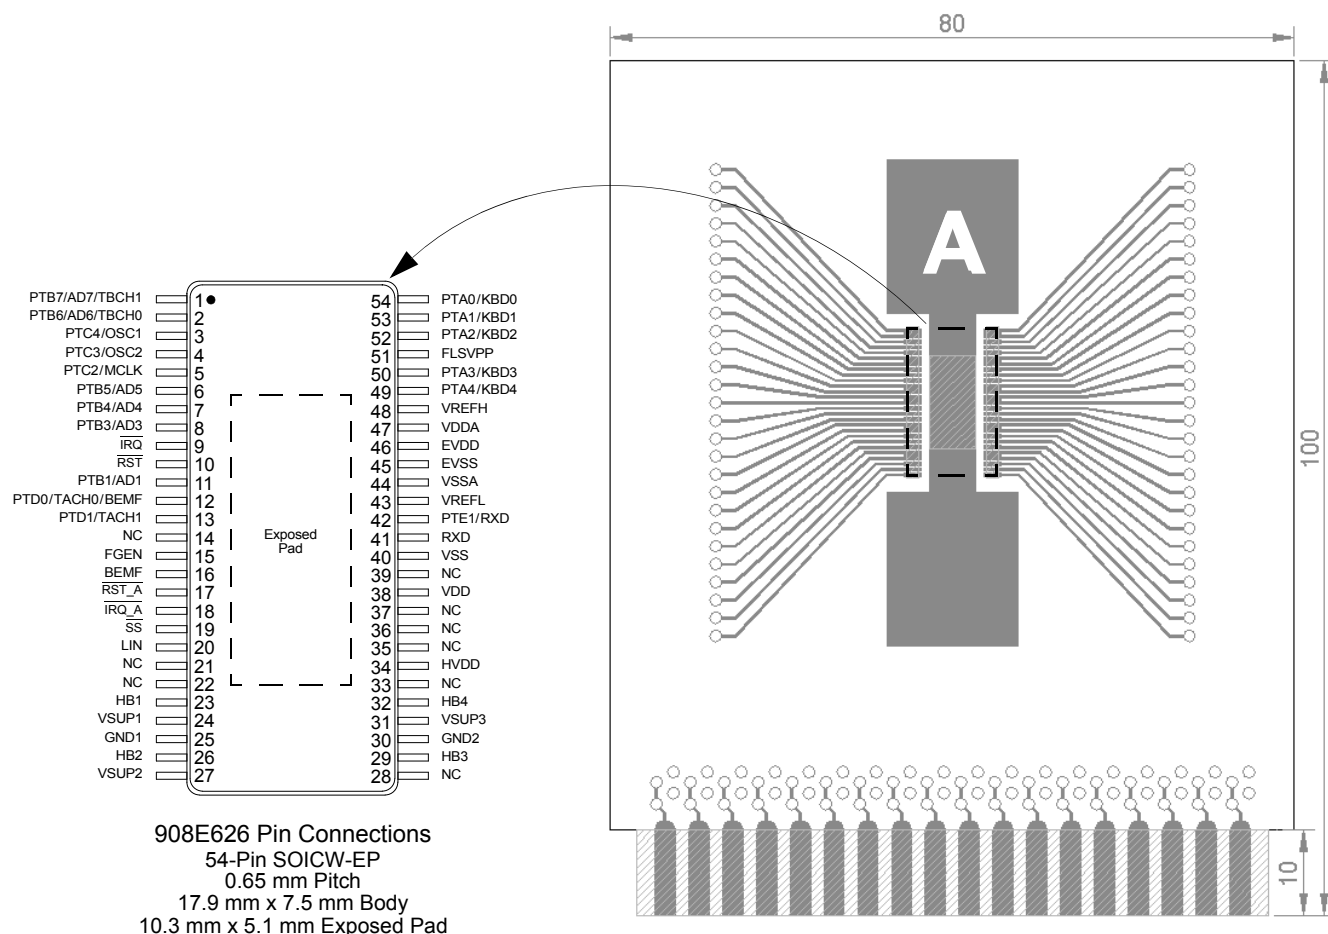 80
A
100
10
PTB7/AD7/TBCH1 1 54 PTA0/KBD0
PTB6/AD6/TBCH0 2 53 PTA1/KBD1
PTC4/OSC1 3 52 PTA2/KBD2
PTC3/OSC2 4 51 FLSVPP
PTC2/MCLK 5 50 PTA3/KBD3
PTB5/AD5 6 49 PTA4/KBD4
PTB4/AD4 7 48 VREFH
PTB3/AD3 8 47 VDDA
IRQ 9 46 EVDD
RST 10 45 EVSS
PTB1/AD1 11 44 VSSA
PTD0/TACH0/BEMF 12 43 VREFL
PTD1/TACH1 13 42 PTE1/RXD
NC 14 41 RXD
FGEN 15 40 VSS
BEMF 16 39 NC
RST_A 17 38 VDD
IRQ_A 18 37 NC
SS 19 36 NC
LIN 20 35 NC
NC 21 34 HVDD
NC 22 33 NC
HB1 23 32 HB4
VSUP1 24 31 VSUP3
GND1 25 30 GND2
HB2 26 29 HB3
VSUP2 27 28 NC
Exposed
Pad
908E626 Pin Connections
54-Pin SOICW-EP
0.65 mm Pitch
17.9 mm x 7.5 mm Body
10.3 mm x 5.1 mm Exposed Pad